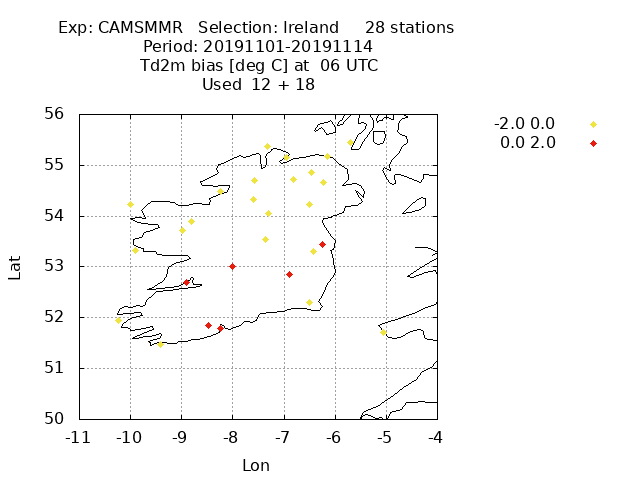 Exp: CAMSMMR   Selection: Ireland     28 stations
Period: 20191101-20191114
Td2m bias [deg C] at  06 UTC
Used  12 + 18
-2.0 0.0
0.0 2.0
56
55
54
53
52
51
50
Lat
-11 -10 -9 -8 -7 -6 -5 -4
Lon